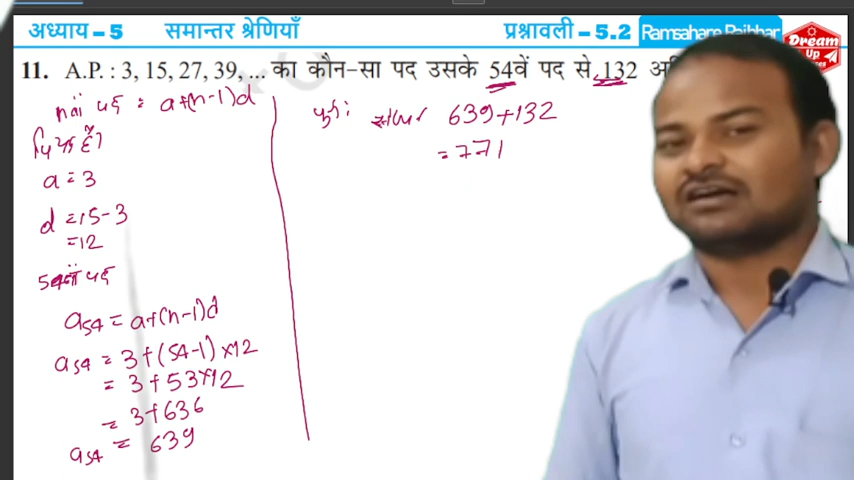 अध्याय – 5 समान्तर श्रेणियाँ प्रश्नावली – 5.2 Ramsaham Rajbhar
Dream Up
11. A.P. : 3, 15, 27, 39, ... का कौन-सा पद उसके 54वें पद से 132
nवाँ पद = a+(n-1)d
दिया है
a = 3
d = 15-3
=12
54वाँ पद
a54 = a+(n-1)d
a54 = 3+(54-1)×12
= 3+53×12
= 3+636
a54 = 639
639+132
=771